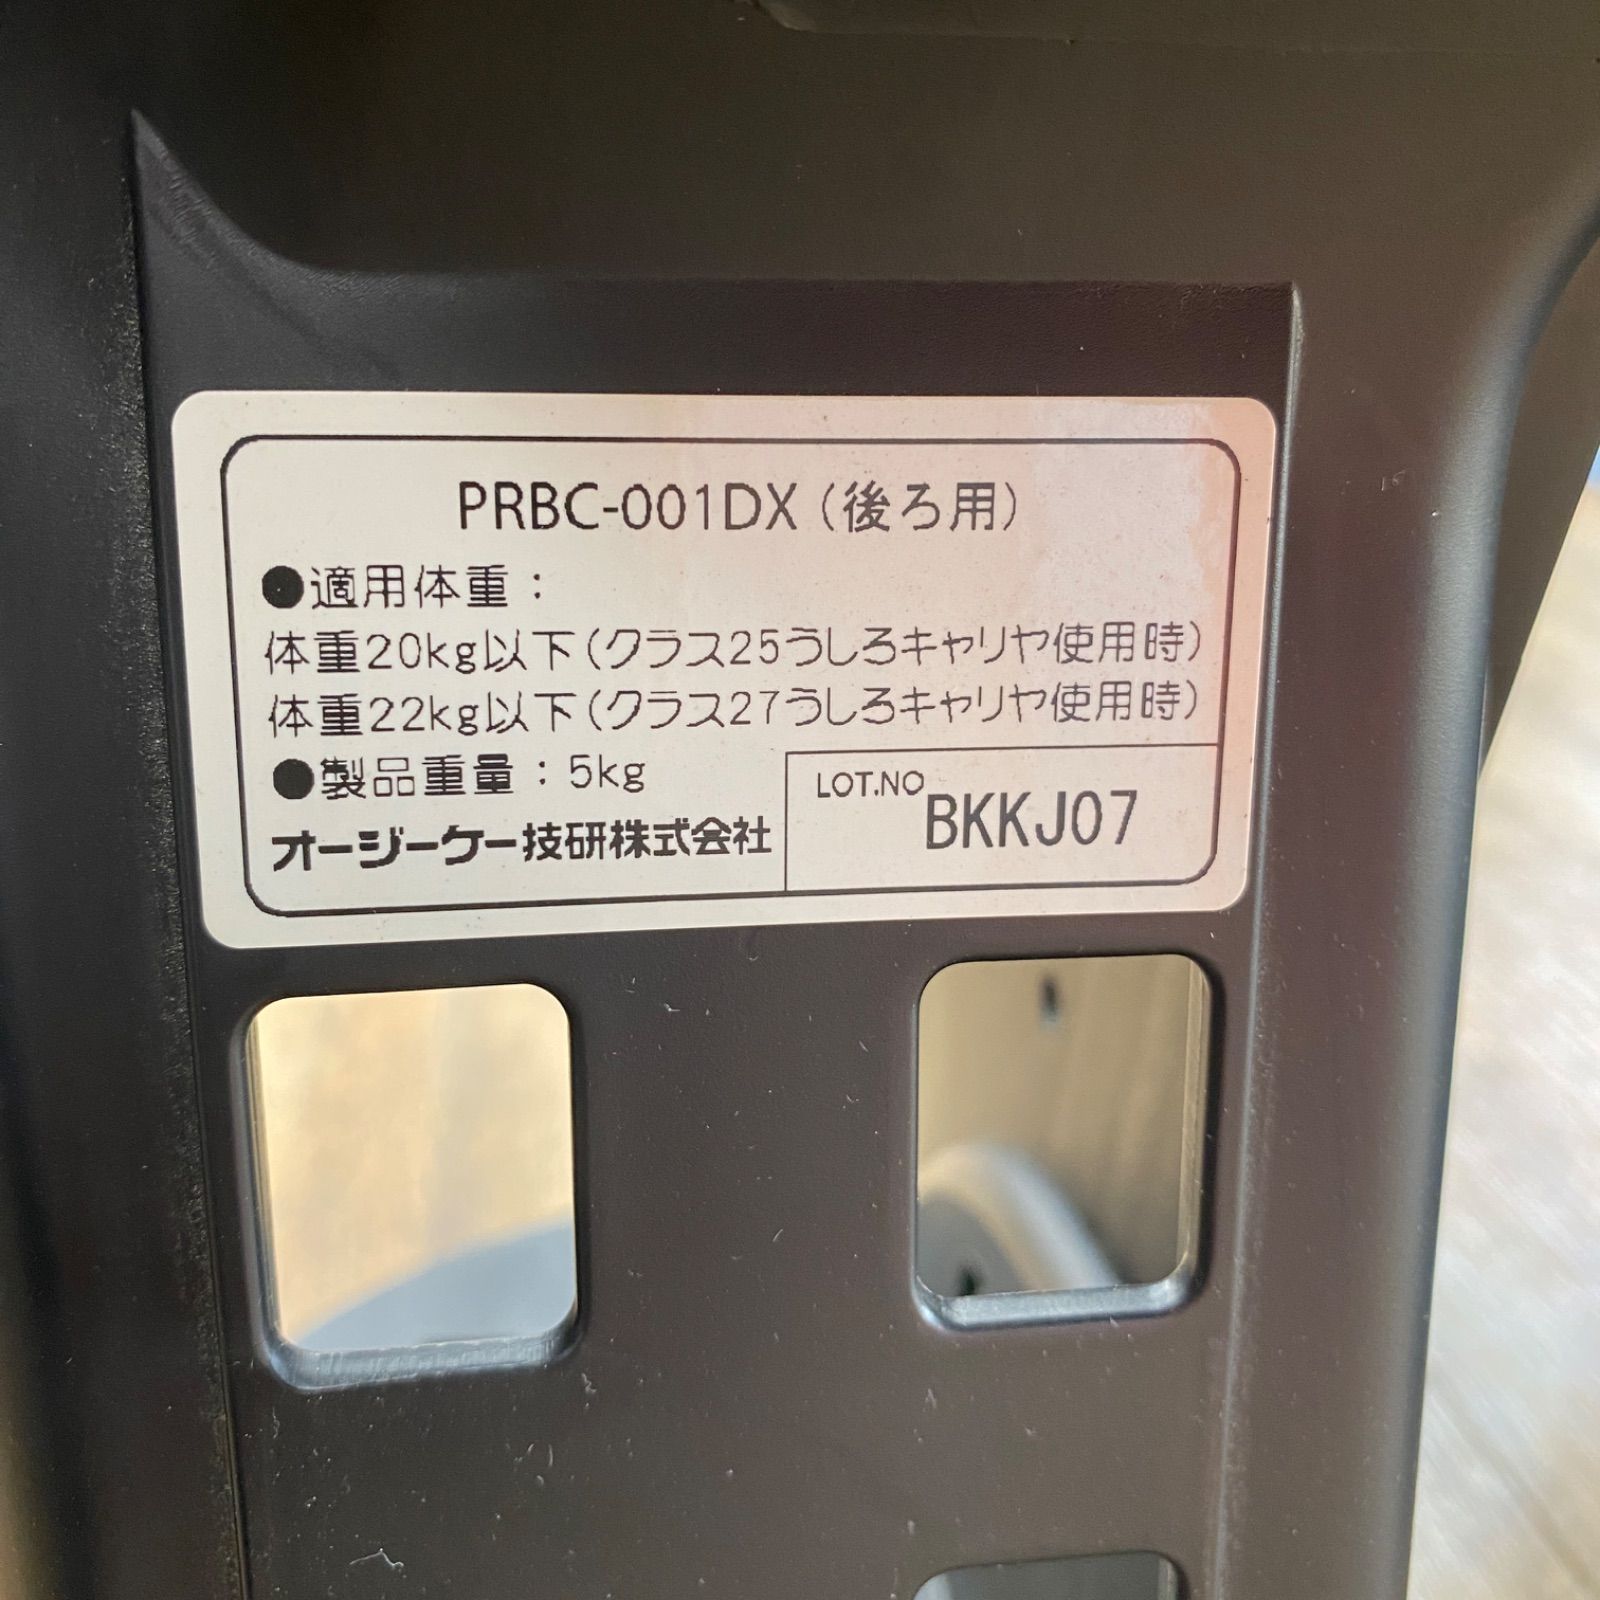 PRBC-001DX（後ろ用）
●適用体重：
体重20kg以下（クラス25うしろキャリヤ使用時）
体重22kg以下（クラス27うしろキャリヤ使用時）
●製品重量：5kg
LOT.NO BKKJ07
オージーケー技研株式会社